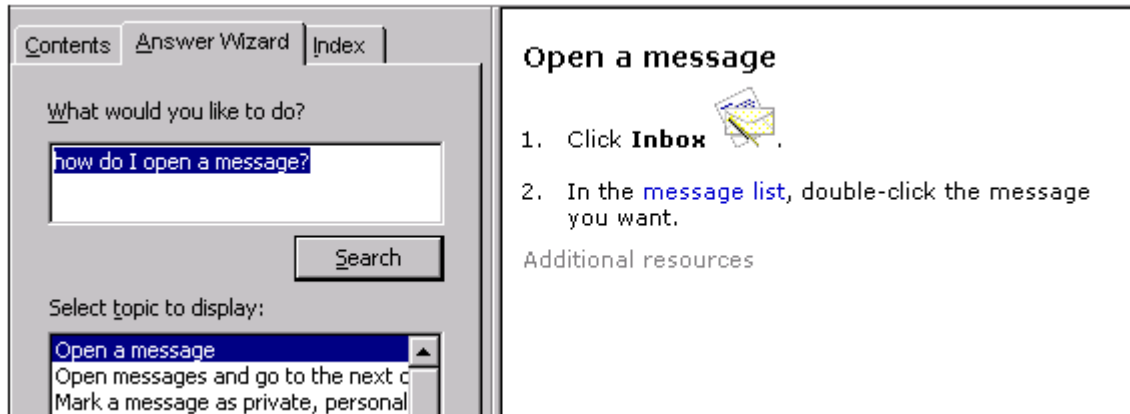 Contents Answer Wizard Index
What would you like to do?
how do I open a message?
Search
Select topic to display:
Open a message
Open messages and go to the next
Mark a message as private, personal
Open a message
1. Click Inbox .
2. In the message list, double-click the message
you want.
Additional resources